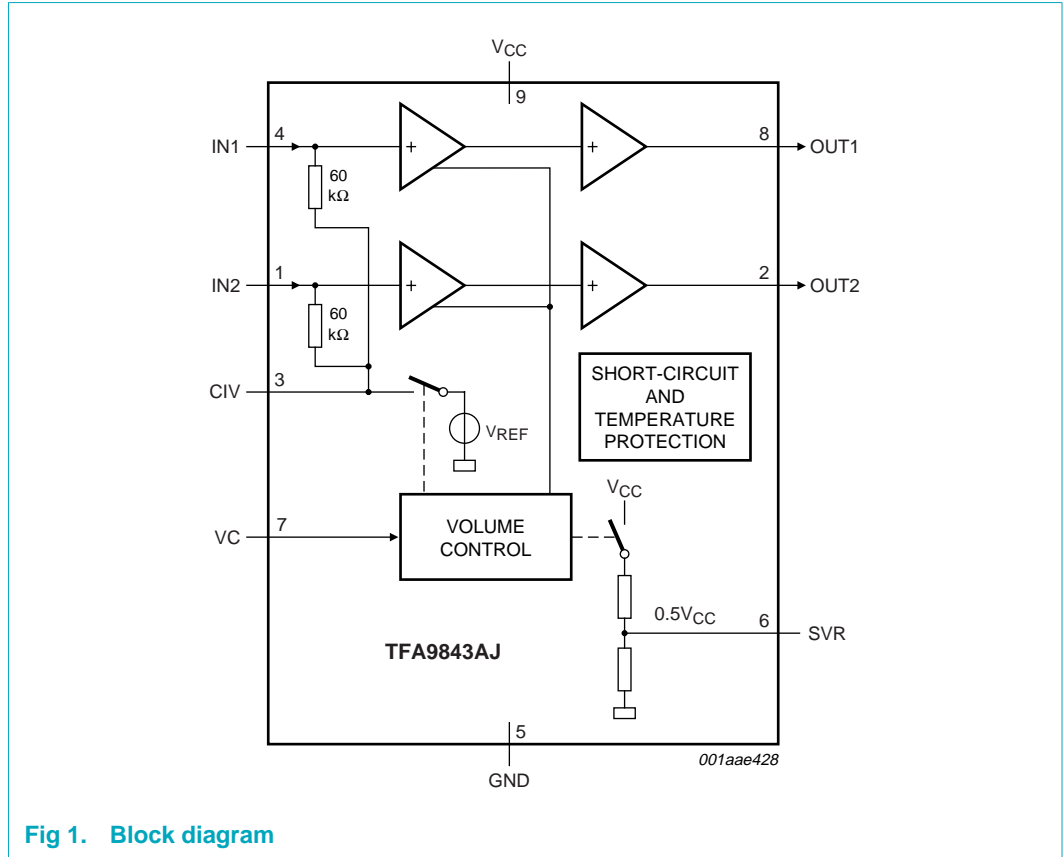 VCC
9
IN1
4
8
OUT1
60
kΩ
IN2
1
2
OUT2
60
kΩ
CIV
3
VREF
SHORT-CIRCUIT
AND
TEMPERATURE
PROTECTION
VCC
VC
7
VOLUME
CONTROL
0.5VCC
6
SVR
TFA9843AJ
5
GND
001aae428
Fig 1. Block diagram
+
+
+
+